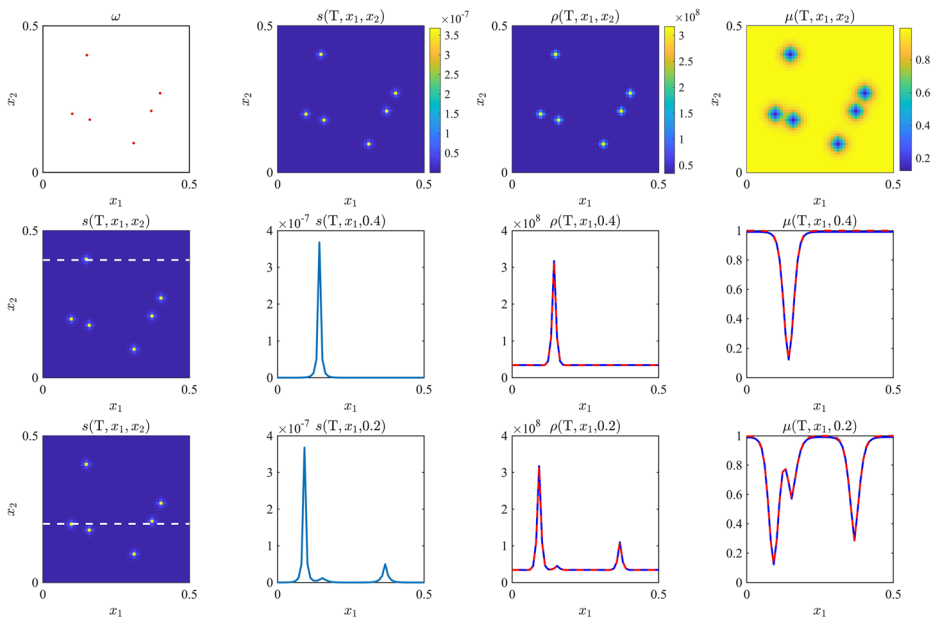 ω
s(T, x₁, x₂)
ρ(T, x₁, x₂)
μ(T, x₁, x₂)
0.5
0
x₂
0
0.5
x₁
×10⁻⁷
3.5
3
2.5
2
1.5
1
0.5
0.5
0
x₂
0
0.5
x₁
×10⁸
3
2.5
2
1.5
1
0.5
0.5
0
x₂
0
0.5
x₁
0.8
0.6
0.4
0.2
0.5
0
x₂
0
0.5
x₁
s(T, x₁, x₂)
×10⁻⁷ s(T, x₁,0.4)
×10⁸ ρ(T, x₁,0.4)
μ(T, x₁, 0.4)
0.5
0
x₂
0
0.5
x₁
4
3
2
1
0
0
0.5
x₁
4
3
2
1
0
0
0.5
x₁
1
0.8
0.6
0.4
0.2
0
0
0.5
x₁
s(T, x₁, x₂)
×10⁻⁷ s(T, x₁,0.2)
×10⁸ ρ(T, x₁,0.2)
μ(T, x₁, 0.2)
0.5
0
x₂
0
0.5
x₁
4
3
2
1
0
0
0.5
x₁
4
3
2
1
0
0
0.5
x₁
1
0.8
0.6
0.4
0.2
0
0
0.5
x₁